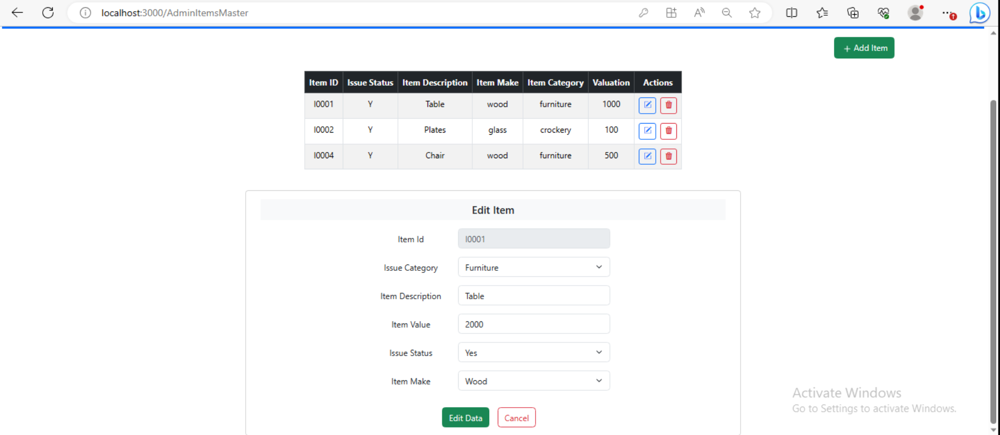 localhost:3000/AdminItemsMaster
+ Add Item
Item ID Issue Status Item Description Item Make Item Category Valuation Actions
I0001 Y Table wood furniture 1000
I0002 Y Plates glass crockery 100
I0004 Y Chair wood furniture 500
Edit Item
Item Id I0001
Issue Category Furniture
Item Description Table
Item Value 2000
Issue Status Yes
Item Make Wood
Edit Data Cancel
Activate Windows
Go to Settings to activate Windows.